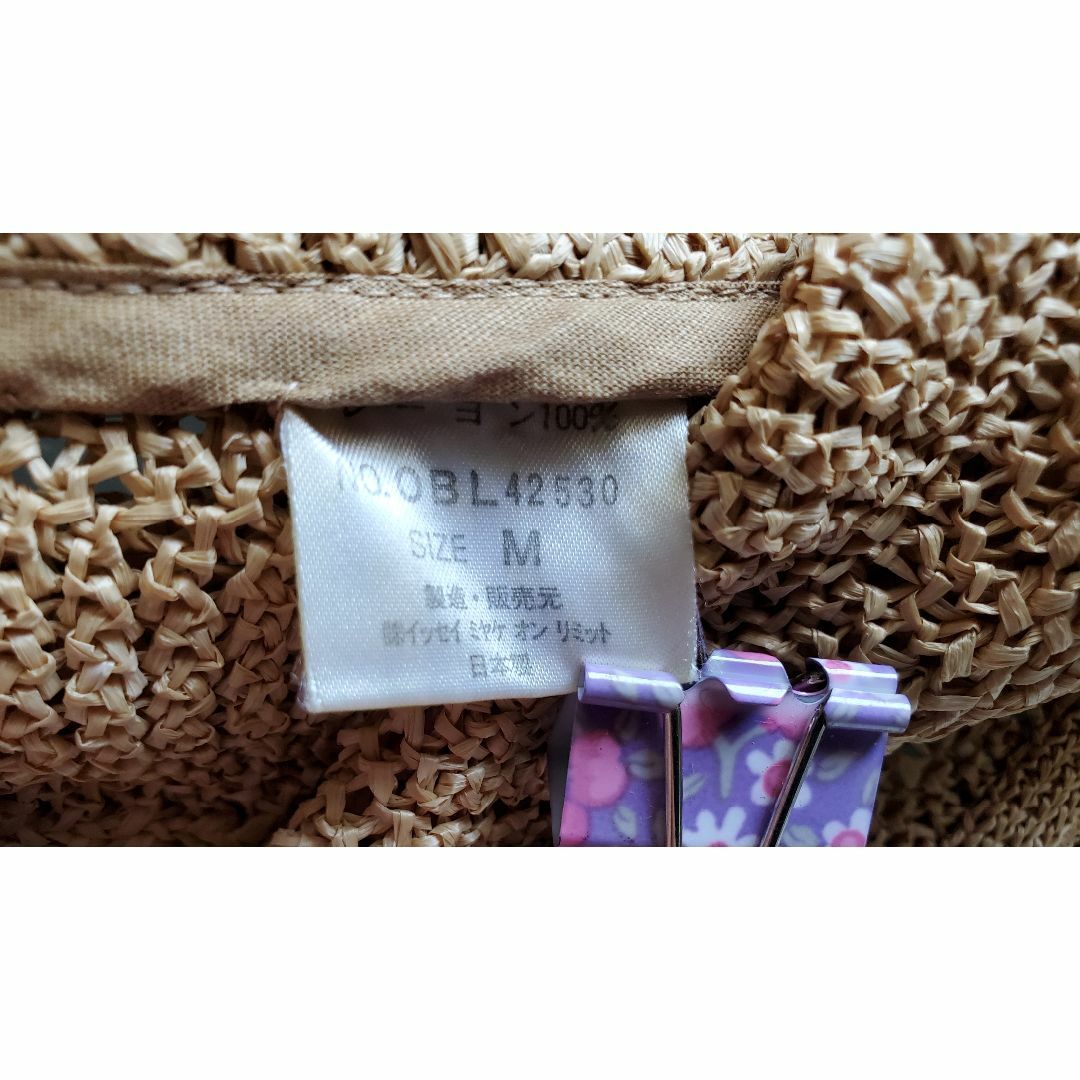 レーヨン100%
NO.OBL42530
SIZE M
製造・販売元
㈱イッセイ ミヤケ オン リミット
日本製